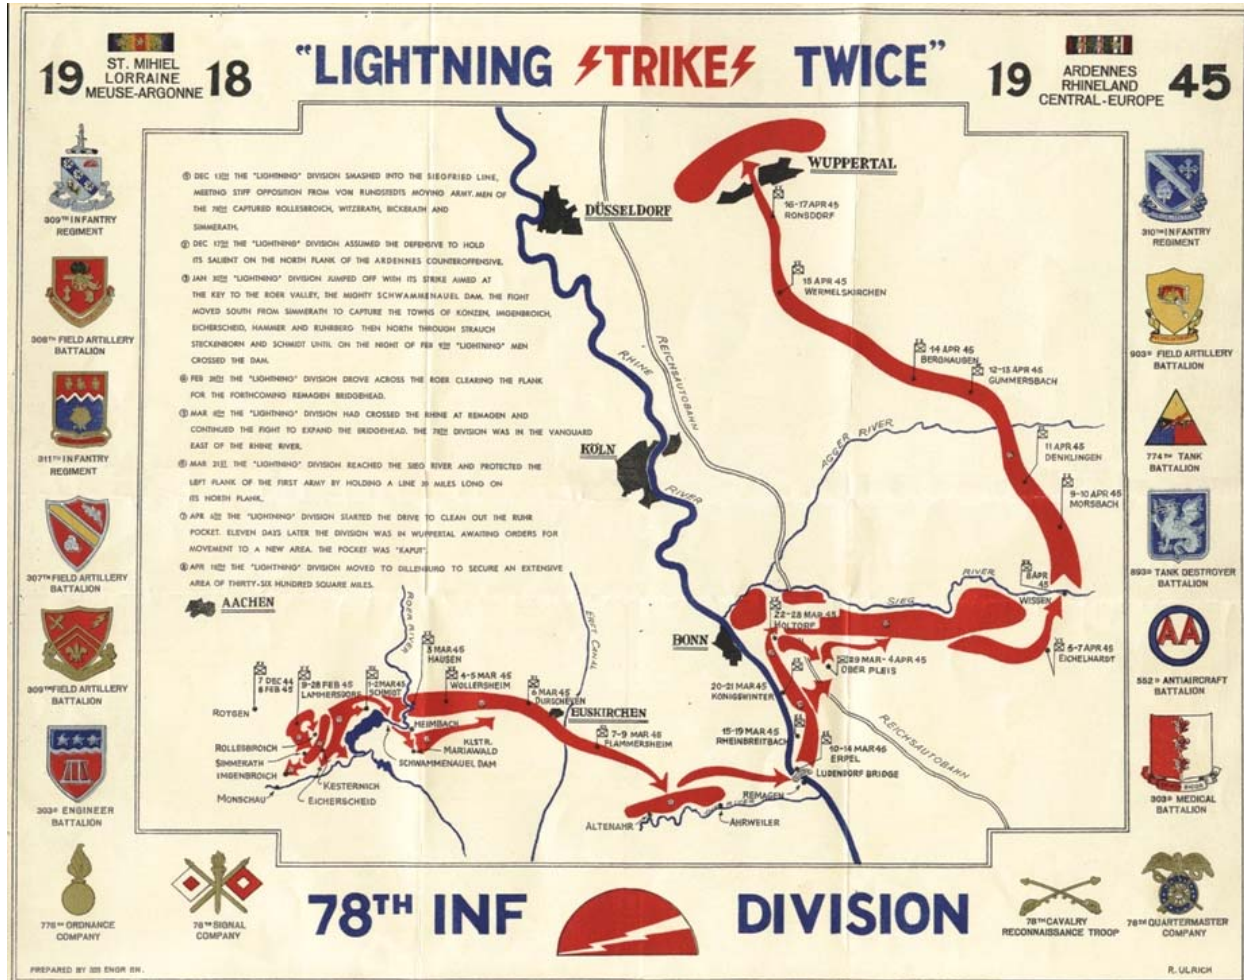 19 ST. MIHIEL 18
LORRAINE
MEUSE-ARGONNE
"LIGHTNING STRIKES TWICE"
19 ARDENNES 45
RHINELAND
CENTRAL-EUROPE
① DEC 13TH THE "LIGHTNING" DIVISION SMASHED INTO THE SIEGFRIED LINE,
MEETING STIFF OPPOSITION FROM VON RUNDSTEDTS MOVING ARMY. MEN OF
THE 78TH CAPTURED ROLLESBROICH, WITZERATH, BICKERATH AND
SIMMERATH.
② DEC 17TH THE "LIGHTNING" DIVISION ASSUMED THE DEFENSIVE TO HOLD
ITS SALIENT ON THE NORTH FLANK OF THE ARDENNES COUNTEROFFENSIVE.
③ JAN 30TH "LIGHTNING" DIVISION JUMPED OFF WITH ITS STRIKE AIMED AT
THE KEY TO THE ROER VALLEY, THE MIGHTY SCHWAMMENAUEL DAM. THE FIGHT
MOVED SOUTH FROM SIMMERATH TO CAPTURE THE TOWNS OF KONZEN, IMGENBROICH,
EICHERSCHEID, HAMMER AND RUHRBERG THEN NORTH THROUGH STRAUCH
STECKENBORN AND SCHMIDT UNTIL ON THE NIGHT OF FEB 9TH "LIGHTNING" MEN
CROSSED THE DAM.
④ FEB 28TH THE "LIGHTNING" DIVISION DROVE ACROSS THE ROER CLEARING THE FLANK
FOR THE FORTHCOMING REMAGEN BRIDGEHEAD.
⑤ MAR 8TH THE "LIGHTNING" DIVISION HAD CROSSED THE RHINE AT REMAGEN AND
CONTINUED THE FIGHT TO EXPAND THE BRIDGEHEAD. THE 78TH DIVISION WAS IN THE VANGUARD
EAST OF THE RHINE RIVER.
⑥ MAR 21ST THE "LIGHTNING" DIVISION REACHED THE SIEG RIVER AND PROTECTED THE
LEFT FLANK OF THE FIRST ARMY BY HOLDING A LINE MILES LONG ON
ITS NORTH FLANK.
⑦ APR 6TH THE "LIGHTNING" DIVISION STARTED THE DRIVE TO CLEAN OUT THE RUHR
POCKET. ELEVEN DAYS LATER THE DIVISION WAS IN WUPPERTAL AWAITING ORDERS FOR
MOVEMENT TO A NEW AREA. THE POCKET WAS "KAPUT".
⑧ APR THE "LIGHTNING" DIVISION MOVED TO DILLENBURG TO SECURE AN EXTENSIVE
AREA OF THIRTY-SIX HUNDRED SQUARE MILES.
309TH INFANTRY
REGIMENT
308TH FIELD ARTILLERY
BATTALION
311TH INFANTRY
REGIMENT
307TH FIELD ARTILLERY
BATTALION
309TH FIELD ARTILLERY
BATTALION
303D ENGINEER
BATTALION
WUPPERTAL
16-17 APR 45
RONSDORF
DÜSSELDORF
15 APR 45
WERMELSKIRCHEN
RHINE
REICHSAUTOBAHN
14 APR 45
BERGHAUSEN
12-13 APR 45
GUMMERSBACH
AGGER RIVER
KÖLN
RIVER
11 APR 45
DENKLINGEN
9-10 APR 45
MORSBACH
8 APR
45
WISSEN
SIEG
RIVER
AACHEN
ROER RIVER
ERFT CANAL
BONN
22-28 MAR 45
HOLTORF
29 MAR-4 APR 45
OBER PLEIS
5-7 APR 45
EICHELHARDT
3 MAR 45
HAUSEN
7 DEC 44
8 FEB 45
ROTGEN
9-28 FEB 45
LAMMERSDORF
1-2 MAR 45
SCHMIDT
4-5 MAR 45
WOLLERSHEIM
6 MAR 45
DURSCHEVEN
EUSKIRCHEN
20-21 MAR 45
KÖNIGSWINTER
15-19 MAR 45
RHEINBREITBACH
REICHSAUTOBAHN
7-9 MAR 45
FLAMMERSHEIM
10-14 MAR 45
ERPEL
LUDENDORF BRIDGE
HEIMBACH
KLSTR.
MARIAWALD
SCHWAMMENAUEL DAM
ROLLESBROICH
SIMMERATH
IMGENBROICH
KESTERNICH
EICHERSCHEID
MONSCHAU
REMAGEN
RIVER
ALTENAHR
AHRWEILER
310TH INFANTRY
REGIMENT
903D FIELD ARTILLERY
BATTALION
774TH TANK
BATTALION
893D TANK DESTROYER
BATTALION
AA
552D ANTIAIRCRAFT
BATTALION
303D MEDICAL
BATTALION
778TH ORDNANCE
COMPANY
78TH SIGNAL
COMPANY
78TH INF DIVISION
78TH CAVALRY
RECONNAISSANCE TROOP
78TH QUARTERMASTER
COMPANY
PREPARED BY ENGR BN.
R. ULRICH